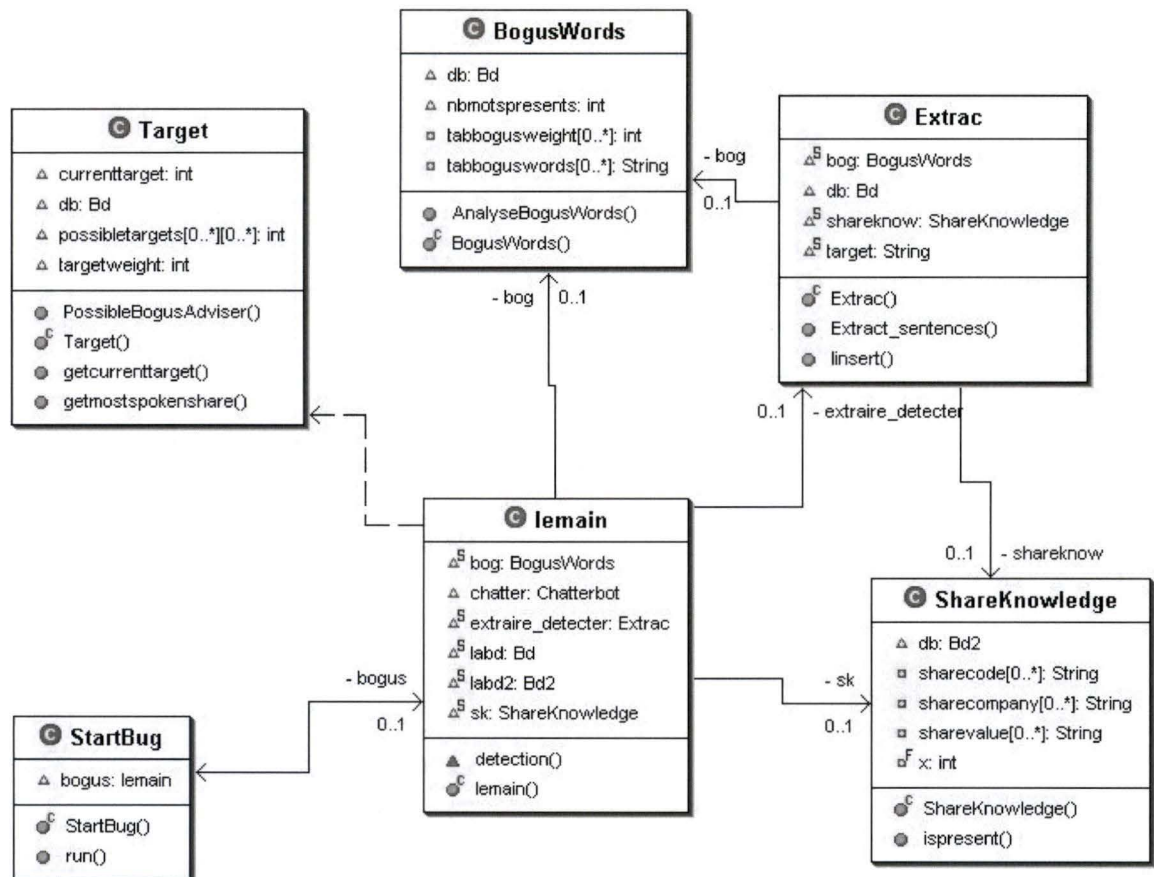 C BogusWords
db: Bd
nbmotspresents: int
tabbogusweight[0..*]: int
tabboguswords[0..*]: String
AnalyseBogusWords()
C BogusWords()
C Target
currenttarget: int
db: Bd
possibletargets[0..*][0..*]: int
targetweight: int
PossibleBogusAdviser()
C Target()
getcurrenttarget()
getmostspokenshare()
C Extrac
S bog: BogusWords
db: Bd
S shareknow: ShareKnowledge
S target: String
C Extrac()
Extract_sentences()
linsert()
- bog
0..1
- bog 0..1
0..1 - extraire_detecter
C lemain
S bog: BogusWords
chatter: Chatterbot
S extraire_detecter: Extrac
S labd: Bd
S labd2: Bd2
S sk: ShareKnowledge
detection()
C lemain()
0..1 - shareknow
C ShareKnowledge
db: Bd2
sharecode[0..*]: String
sharecompany[0..*]: String
sharevalue[0..*]: String
F x: int
C ShareKnowledge()
ispresent()
- sk
0..1
- bogus
0..1
C StartBug
bogus: lemain
C StartBug()
run()